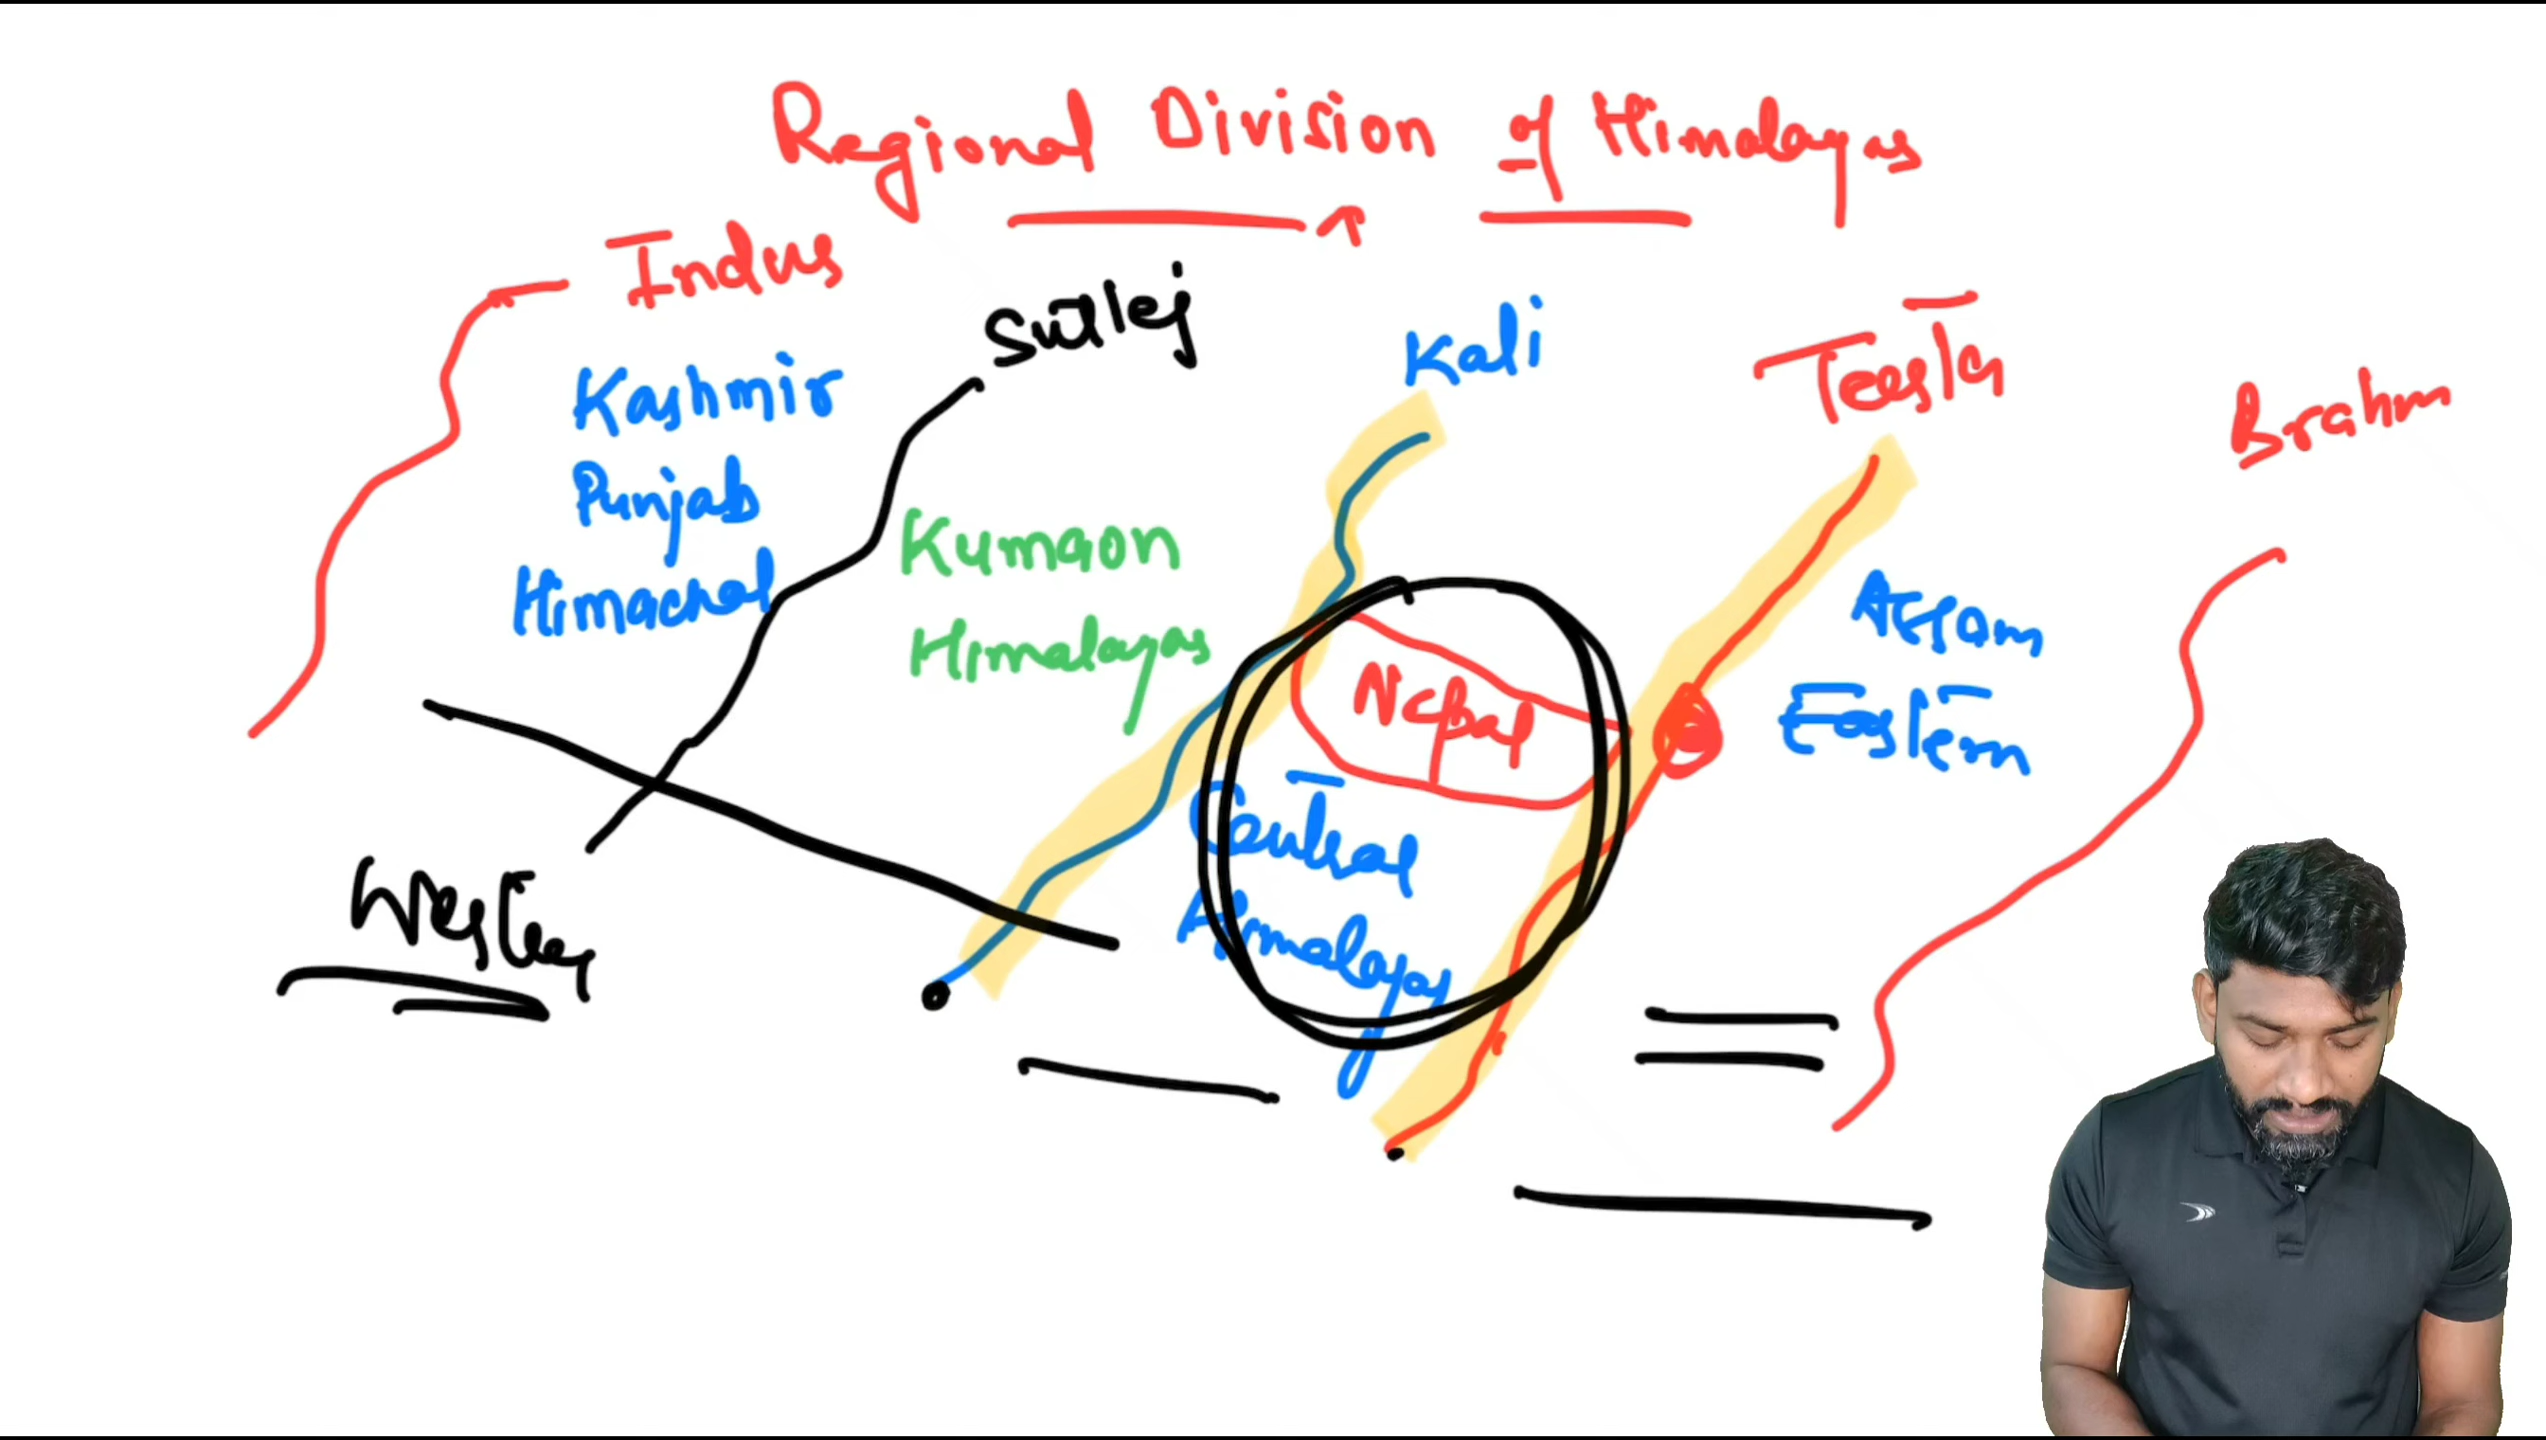 Regional Division of Himalayas
Indus
Sutlej
Kali
Teesta
Brahm
Kashmir
Punjab
Himachal
Kumaon
Himalayas
Nepal
Central
Himalayas
Assam
Eastern
Western